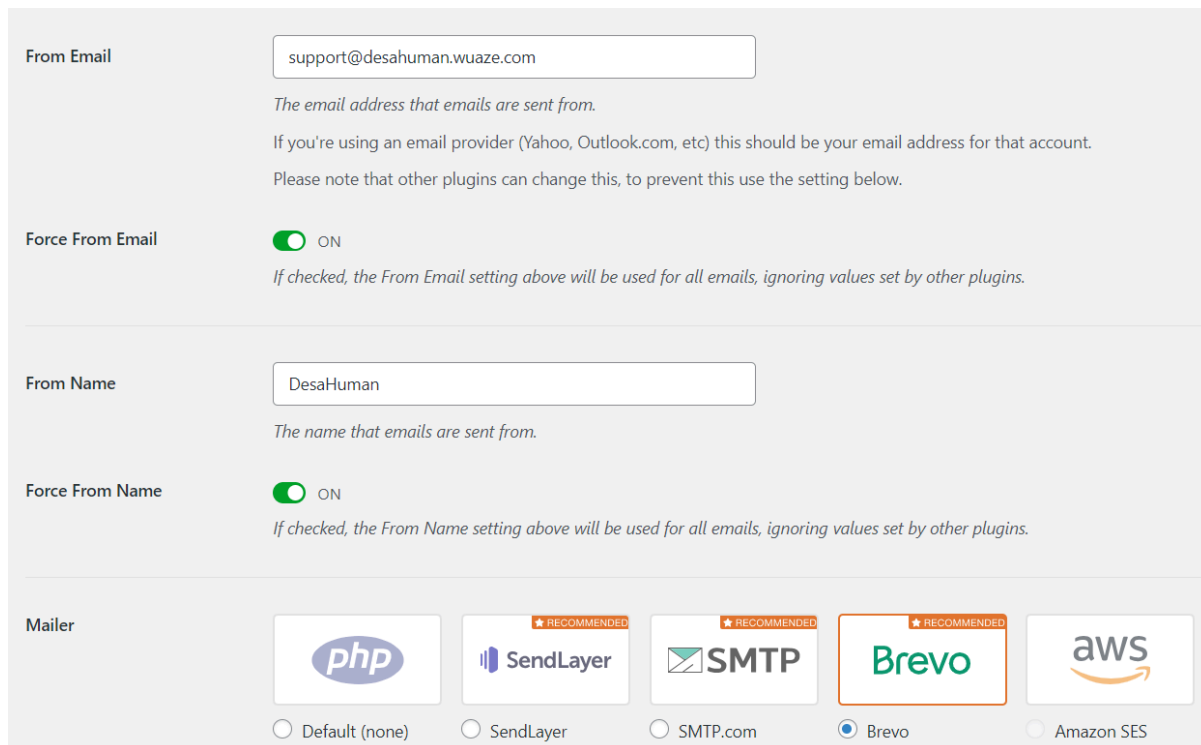 From Email
support@desahuman.wuaze.com
The email address that emails are sent from.
If you're using an email provider (Yahoo, Outlook.com, etc) this should be your email address for that account.
Please note that other plugins can change this, to prevent this use the setting below.
Force From Email
ON
If checked, the From Email setting above will be used for all emails, ignoring values set by other plugins.
From Name
DesaHuman
The name that emails are sent from.
Force From Name
ON
If checked, the From Name setting above will be used for all emails, ignoring values set by other plugins.
Mailer
RECOMMENDED RECOMMENDED RECOMMENDED
php SendLayer SMTP Brevo aws
Default (none) SendLayer SMTP.com Brevo Amazon SES